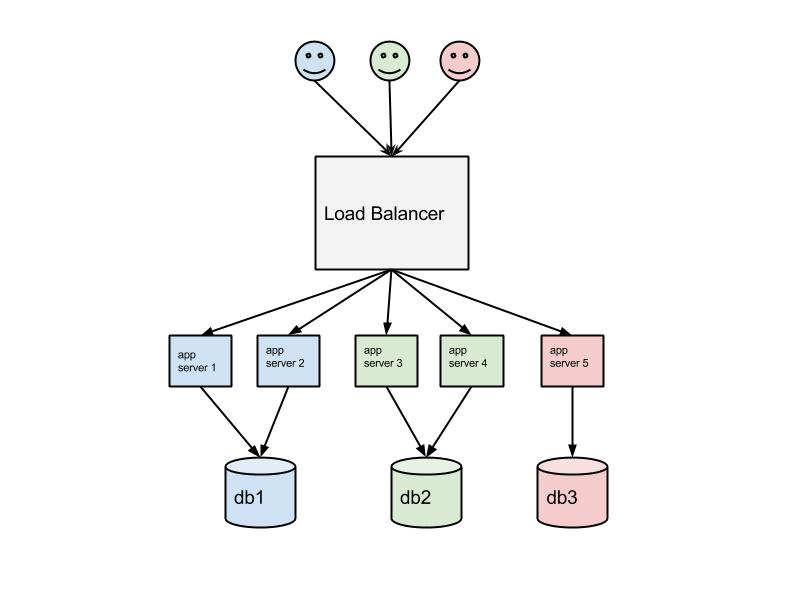 Load Balancer
app
server 1
app
server 2
app
server 3
app
server 4
app
server 5
db1
db2
db3